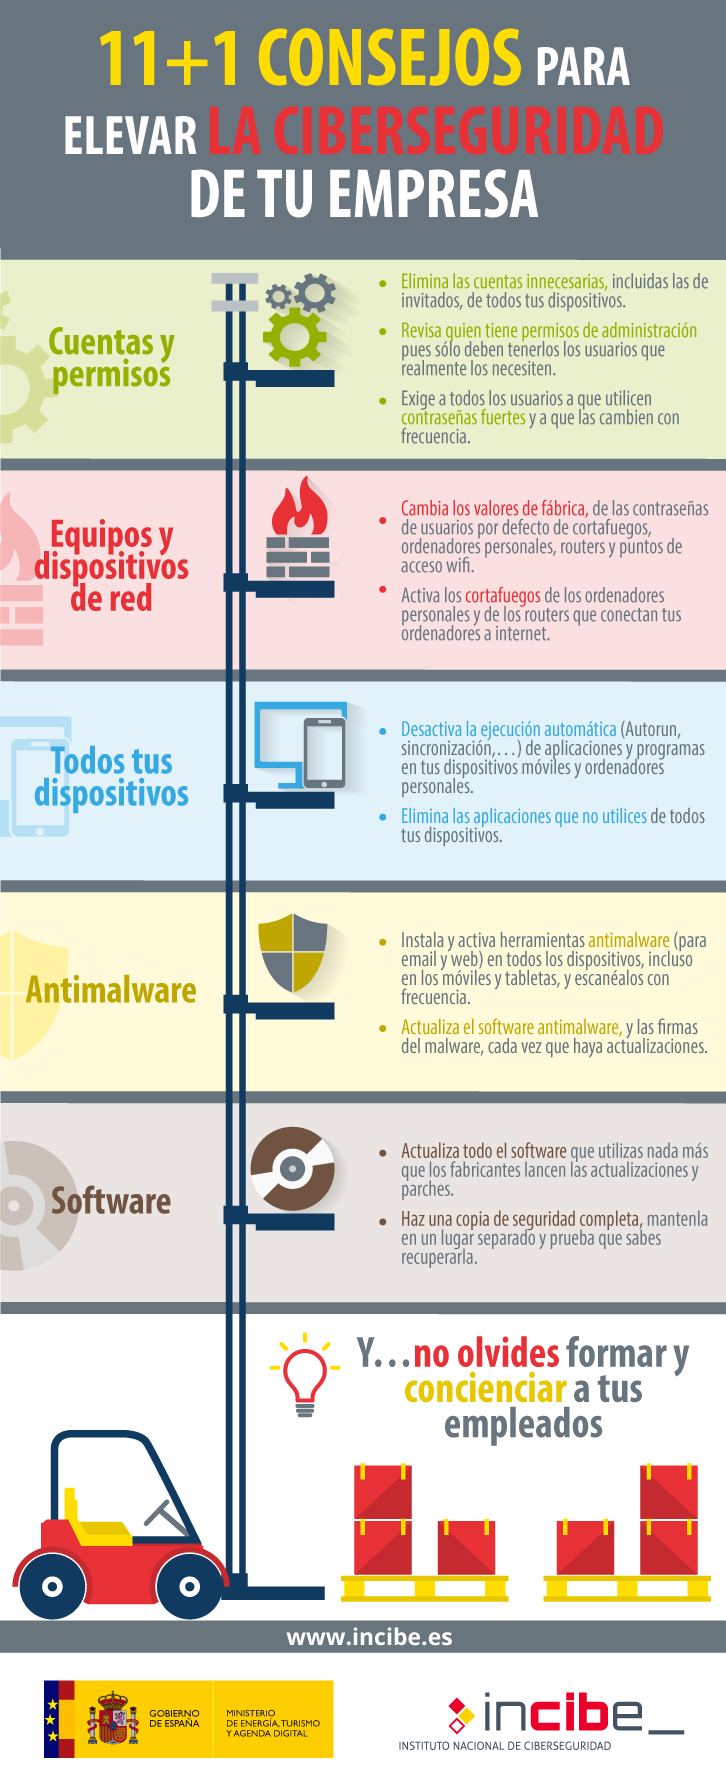 11+1 CONSEJOS PARA
ELEVAR LA CIBERSEGURIDAD
DE TU EMPRESA
Cuentas y
permisos
• Elimina las cuentas innecesarias, incluidas las de
invitados, de todos tus dispositivos.
• Revisa quien tiene permisos de administración
pues sólo deben tenerlos los usuarios que
realmente los necesiten.
• Exige a todos los usuarios a que utilicen
contraseñas fuertes y a que las cambien con
frecuencia.
Equipos y
dispositivos
de red
• Cambia los valores de fábrica, de las contraseñas
de usuarios por defecto de cortafuegos,
ordenadores personales, routers y puntos de
acceso wifi.
• Activa los cortafuegos de los ordenadores
personales y de los routers que conectan tus
ordenadores a internet.
Todos tus
dispositivos
• Desactiva la ejecución automática (Autorun,
sincronización,...) de aplicaciones y programas
en tus dispositivos móviles y ordenadores
personales.
• Elimina las aplicaciones que no utilices de todos
tus dispositivos.
Antimalware
• Instala y activa herramientas antimalware (para
email y web) en todos los dispositivos, incluso
en los móviles y tabletas, y escanéalos con
frecuencia.
• Actualiza el software antimalware, y las firmas
del malware, cada vez que haya actualizaciones.
Software
• Actualiza todo el software que utilizas nada más
que los fabricantes lancen las actualizaciones y
parches.
• Haz una copia de seguridad completa, mantenla
en un lugar separado y prueba que sabes
recuperarla.
Y...no olvides formar y
concienciar a tus
empleados
www.incibe.es
GOBIERNO
DE ESPAÑA
MINISTERIO
DE ENERGÍA, TURISMO
Y AGENDA DIGITAL
incibe_
INSTITUTO NACIONAL DE CIBERSEGURIDAD